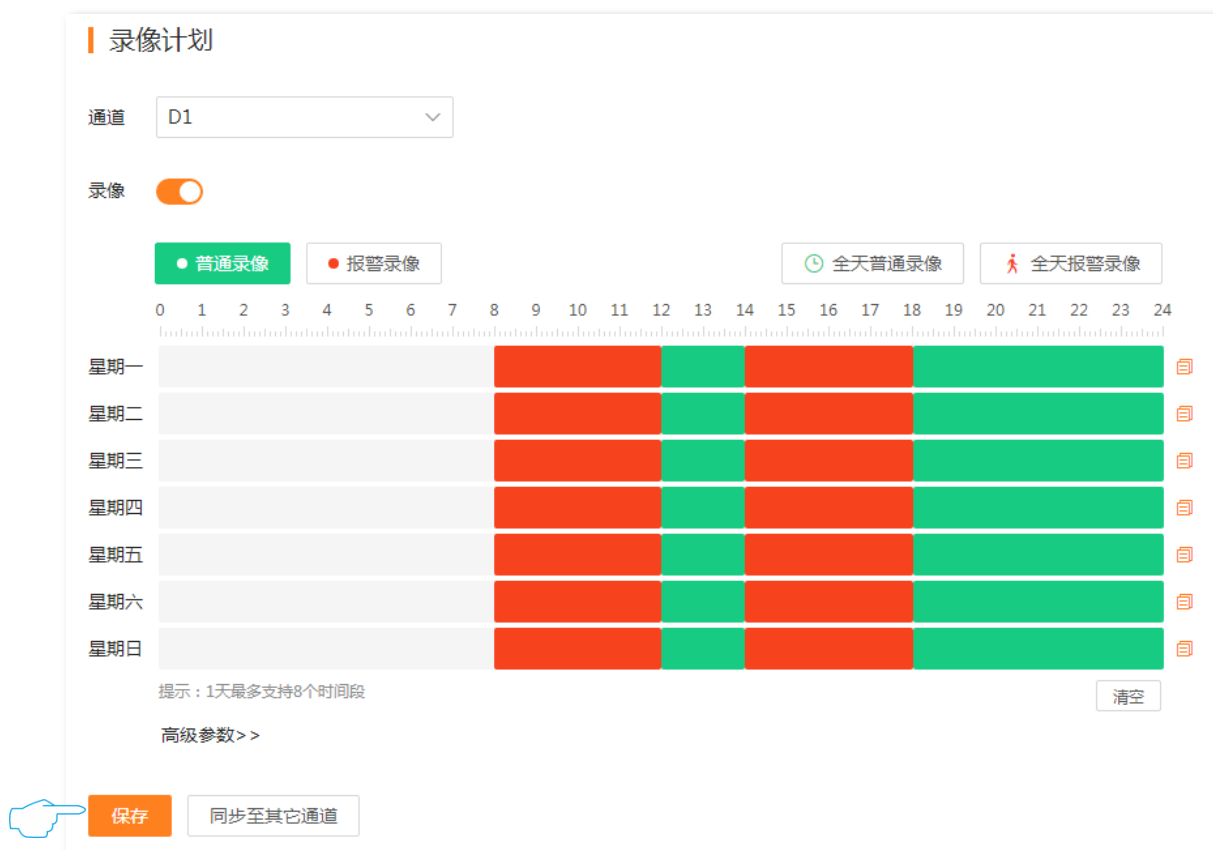 录像计划
通道 D1
录像
普通录像 报警录像 全天普通录像 全天报警录像
0 1 2 3 4 5 6 7 8 9 10 11 12 13 14 15 16 17 18 19 20 21 22 23 24
星期一
星期二
星期三
星期四
星期五
星期六
星期日
提示：1天最多支持8个时间段 清空
高级参数>>
保存 同步至其它通道